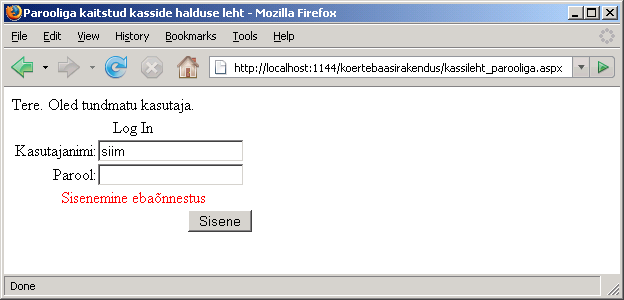 Parooliga kaitstud kasside halduse leht - Mozilla Firefox
File Edit View History Bookmarks Tools Help
http://localhost:1144/koertebaasirakendus/kassileht_parooliga.aspx
Tere. Oled tundmatu kasutaja.
Log In
Kasutajanimi: siim
Parool:
Sisenemine ebaõnnestus
Sisene
Done